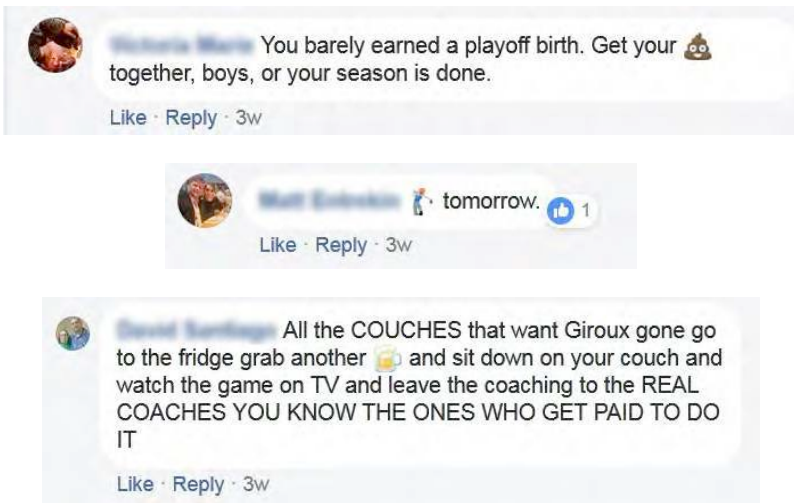 You barely earned a playoff birth. Get your 💩
together, boys, or your season is done.
Like · Reply · 3w
🏌️ tomorrow. 1
Like · Reply · 3w
All the COUCHES that want Giroux gone go
to the fridge grab another 🍺 and sit down on your couch and
watch the game on TV and leave the coaching to the REAL
COACHES YOU KNOW THE ONES WHO GET PAID TO DO
IT
Like · Reply · 3w